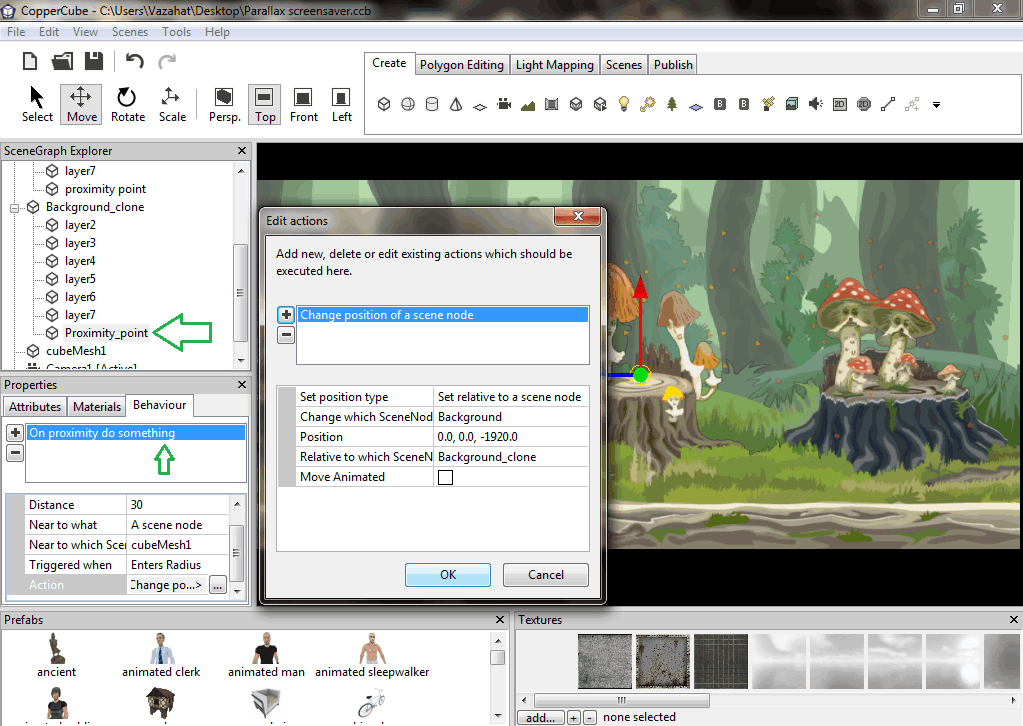 CopperCube - C:\Users\Vazahat\Desktop\Parallax screensaver.ccb
File Edit View Scenes Tools Help
Create Polygon Editing Light Mapping Scenes Publish
Select Move Rotate Scale Persp. Top Front Left
SceneGraph Explorer
layer7
proximity point
Background_clone
layer2
layer3
layer4
layer5
layer6
layer7
Proximity_point
cubeMesh1
Camera1 [Active]
Properties
Attributes Materials Behaviour
On proximity do something
Distance 30
Near to what A scene node
Near to which Scer cubeMesh1
Triggered when Enters Radius
Action Change po...> ...
Edit actions
Add new, delete or edit existing actions which should be
executed here.
Change position of a scene node
Set position type Set relative to a scene node
Change which SceneNod Background
Position 0.0, 0.0, -1920.0
Relative to which SceneN Background_clone
Move Animated
OK Cancel
Prefabs
ancient animated clerk animated man animated sleepwalker
Textures
add... + - none selected